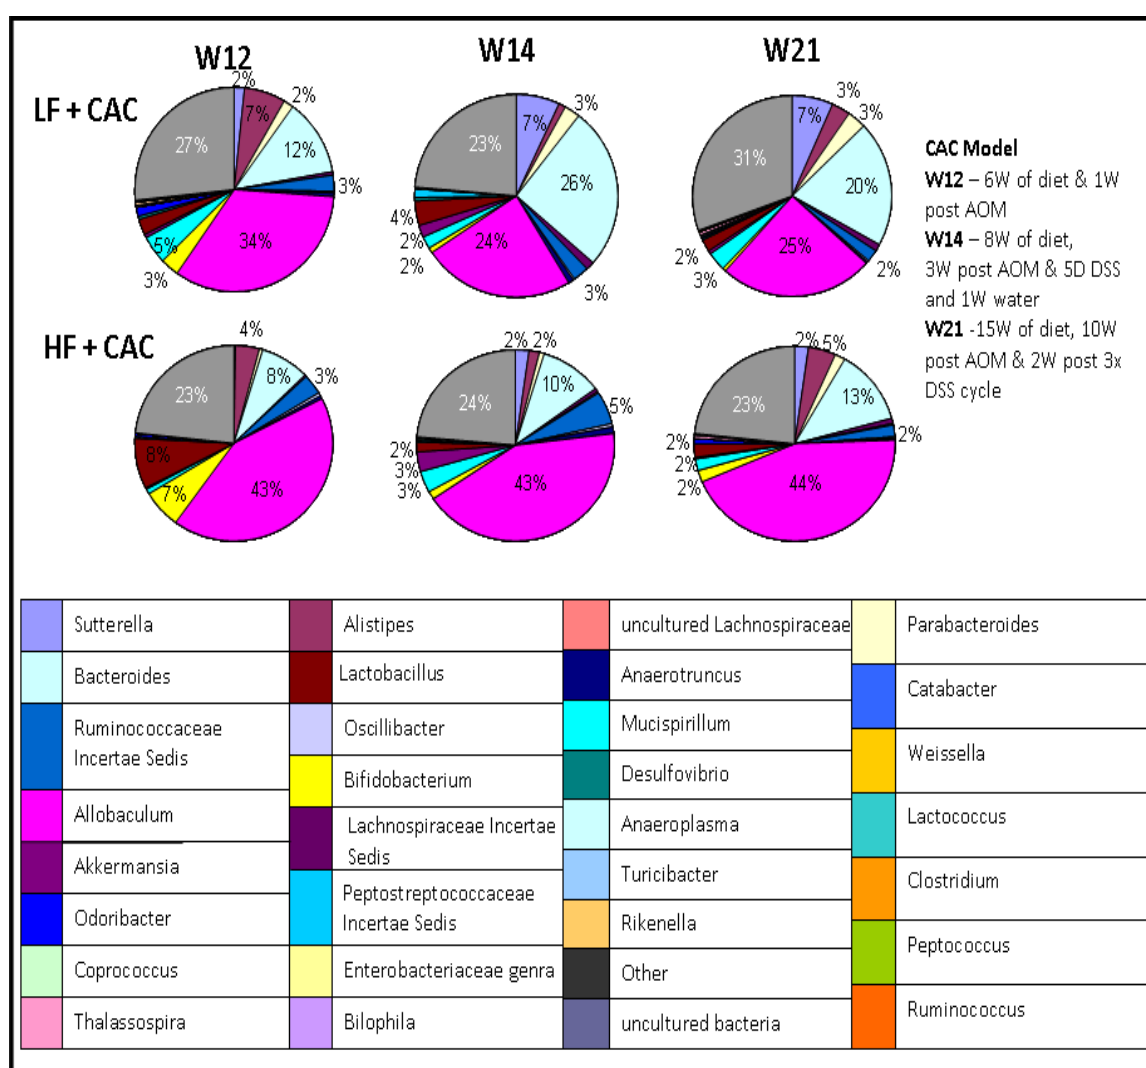 W12
W14
W21
LF + CAC
2%
7%
2%
12%
3%
34%
3%
5%
27%
7%
3%
26%
3%
24%
2%
2%
4%
23%
7%
3%
3%
20%
2%
25%
3%
2%
31%
CAC Model
W12 – 6W of diet & 1W
post AOM
W14 – 8W of diet,
3W post AOM & 5D DSS
and 1W water
W21 -15W of diet, 10W
post AOM & 2W post 3x
DSS cycle
HF + CAC
4%
8%
3%
43%
7%
8%
23%
2%
2%
10%
5%
43%
3%
3%
2%
24%
2%
5%
13%
2%
44%
2%
2%
2%
23%
Sutterella
Bacteroides
Ruminococcaceae
Incertae Sedis
Allobaculum
Akkermansia
Odoribacter
Coprococcus
Thalassospira
Alistipes
Lactobacillus
Oscillibacter
Bifidobacterium
Lachnospiraceae Incertae
Sedis
Peptostreptococcaceae
Incertae Sedis
Enterobacteriaceae genra
Bilophila
uncultured Lachnospiraceae
Anaerotruncus
Mucispirillum
Desulfovibrio
Anaeroplasma
Turicibacter
Rikenella
Other
uncultured bacteria
Parabacteroides
Catabacter
Weissella
Lactococcus
Clostridium
Peptococcus
Ruminococcus